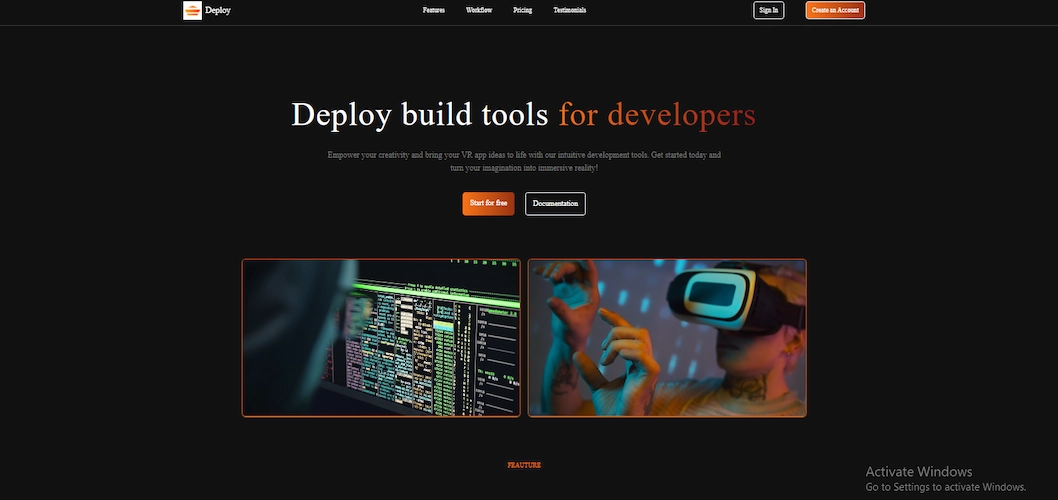 Deploy
Features
Workflow
Pricing
Testimonials
Sign In
Create an Account
Deploy build tools for developers
Empower your creativity and bring your VR app ideas to life with our intuitive development tools. Get started today and
turn your imagination into immersive reality!
Start for free
Documentation
FEAUTURE
Activate Windows
Go to Settings to activate Windows.